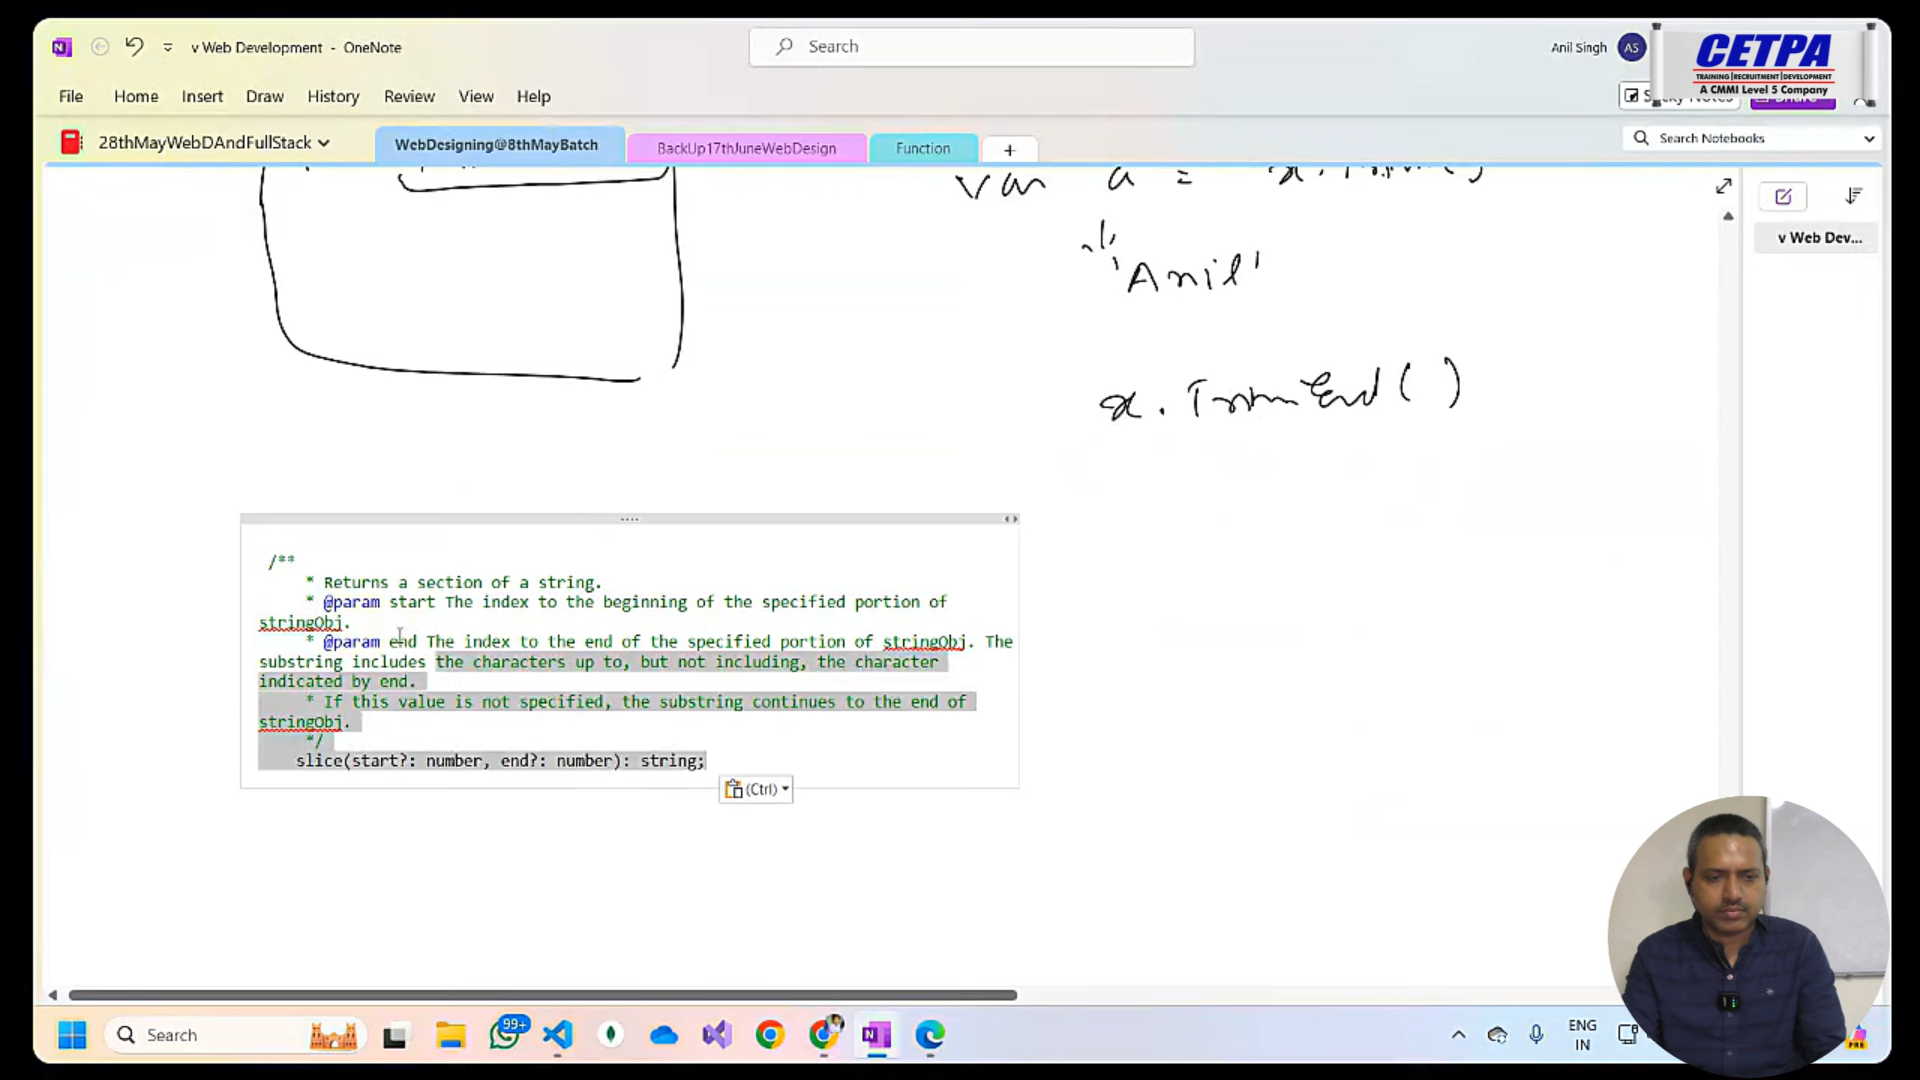 v Web Development - OneNote
Search
Anil Singh
AS
CETPA
TRAINING|RECRUITMENT|DEVELOPMENT
A CMMI Level 5 Company
File
Home
Insert
Draw
History
Review
View
Help
28thMayWebDAndFullStack
WebDesigning@8thMayBatch
BackUp17thJuneWebDesign
Function
+
Search Notebooks
v Web Dev...
var a =
'Anil'
x.TrimEnd( )
/**
* Returns a section of a string.
* @param start The index to the beginning of the specified portion of
stringObj.
* @param end The index to the end of the specified portion of stringObj. The
substring includes the characters up to, but not including, the character
indicated by end.
* If this value is not specified, the substring continues to the end of
stringObj.
*/
slice(start?: number, end?: number): string;
(Ctrl)
Search
99+
ENG
IN
PRE